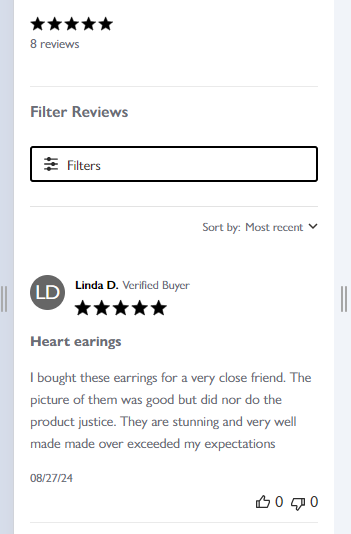 8 reviews
Filter Reviews
Filters
Sort by: Most recent
LD
Linda D. Verified Buyer
Heart earings
I bought these earrings for a very close friend. The
picture of them was good but did nor do the
product justice. They are stunning and very well
made made over exceeded my expectations
08/27/24
0 0